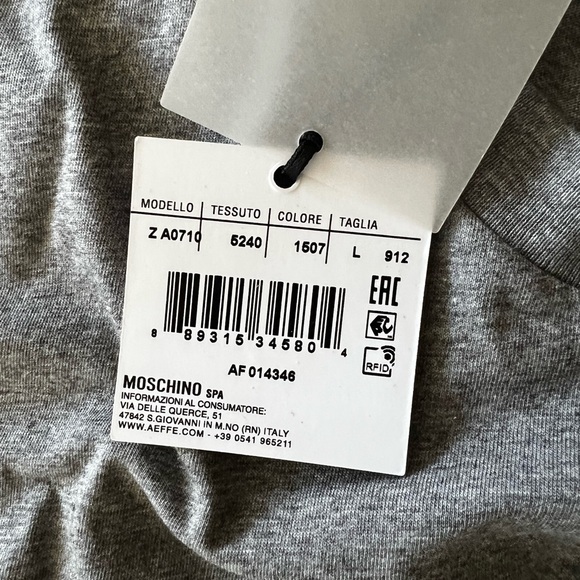 MODELLO TESSUTO COLORE TAGLIA
Z A0710 5240 1507 L 912
EAC
8 89315 34580 4
RFID
AF 014346
MOSCHINO SPA
INFORMAZIONI AL CONSUMATORE:
VIA DELLE QUERCE, 51
47842 S.GIOVANNI IN M.NO (RN) ITALY
WWW.AEFFE.COM - +39 0541 965211